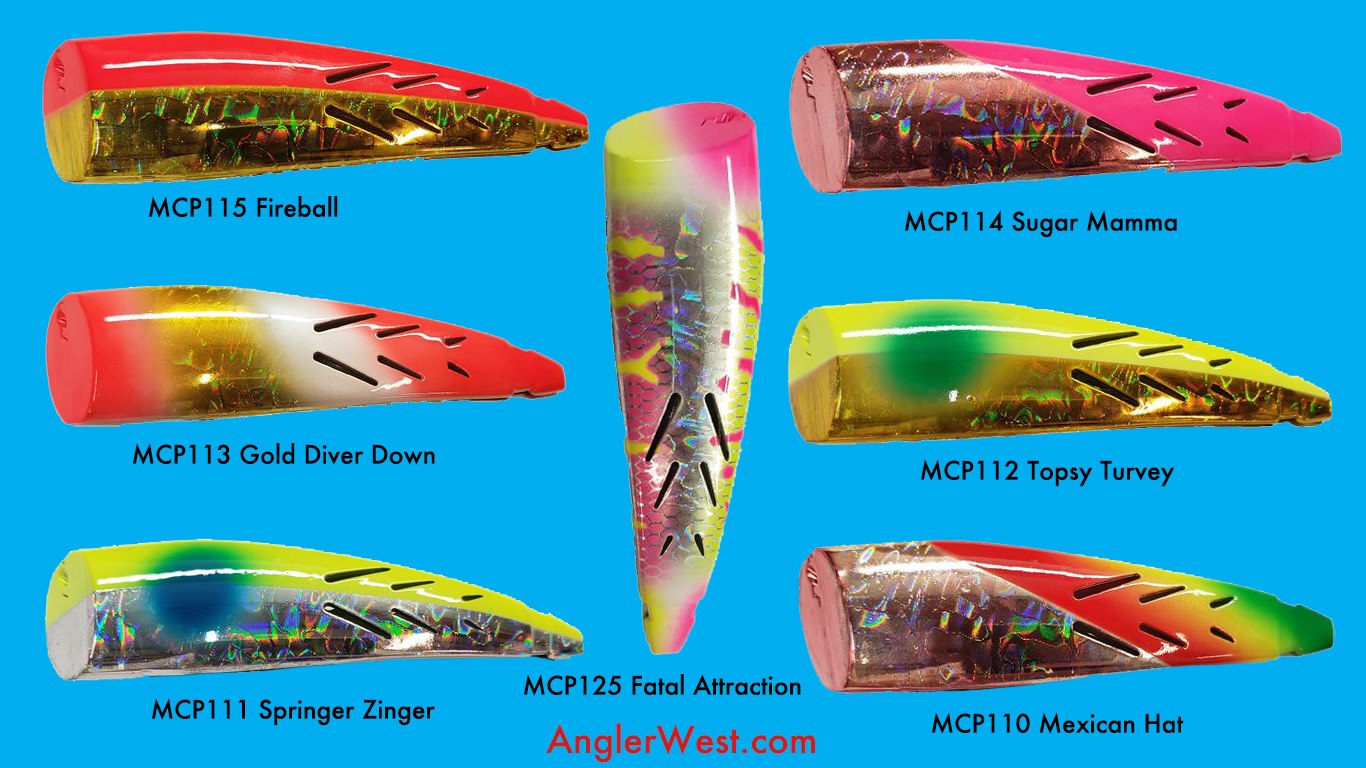 MCP115 Fireball
MCP114 Sugar Mamma
MCP113 Gold Diver Down
MCP112 Topsy Turvey
MCP111 Springer Zinger
MCP125 Fatal Attraction
MCP110 Mexican Hat
AnglerWest.com